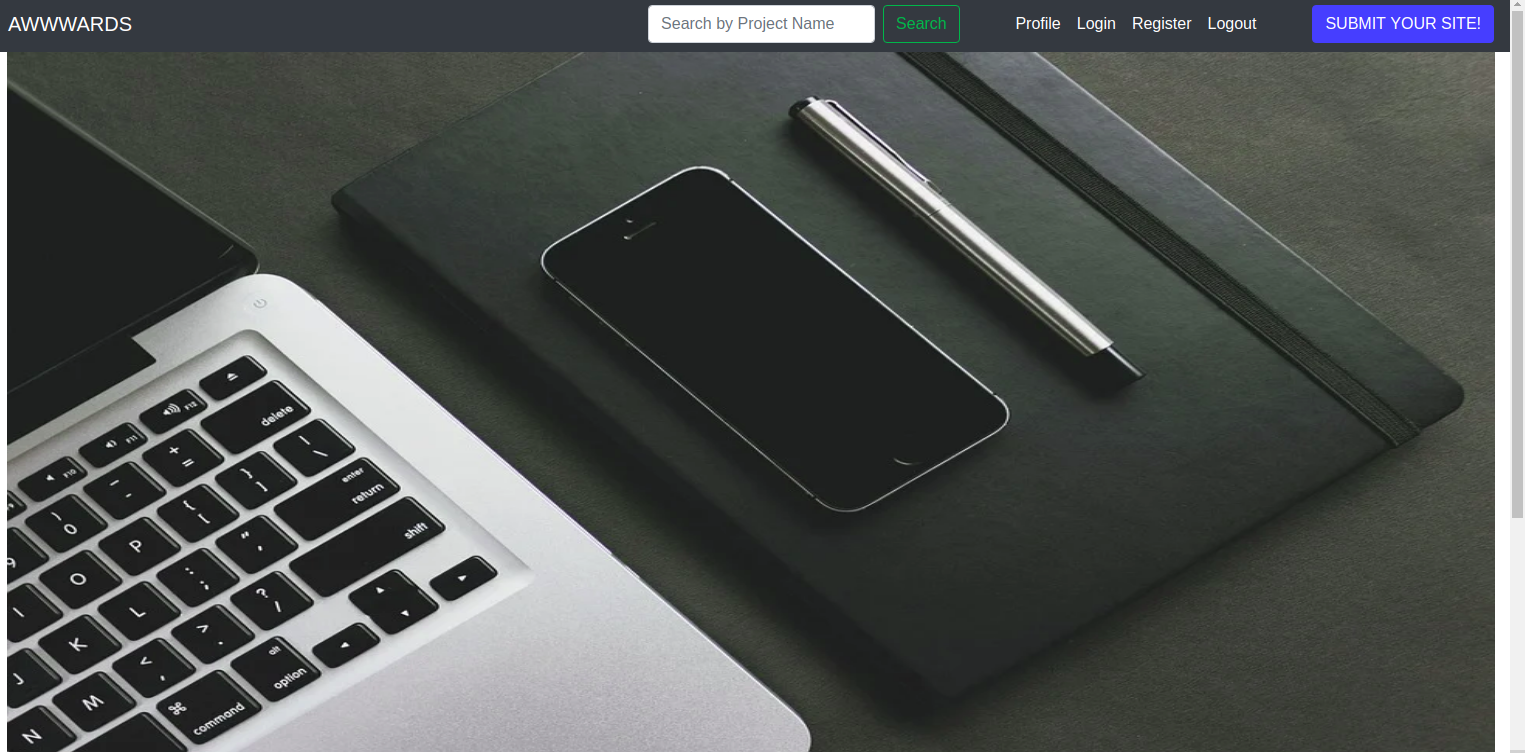 AWWWARDS
Search by Project Name
Search
Profile Login Register Logout
SUBMIT YOUR SITE!
F12
F11
F10
delete
+
=
|
\
_
-
}
]
enter
return
)
0
{
[
shift
9
P
"
'
O
:
;
?
/
I
L
>
.
K
<
,
alt
option
J
M
⌘
command
N